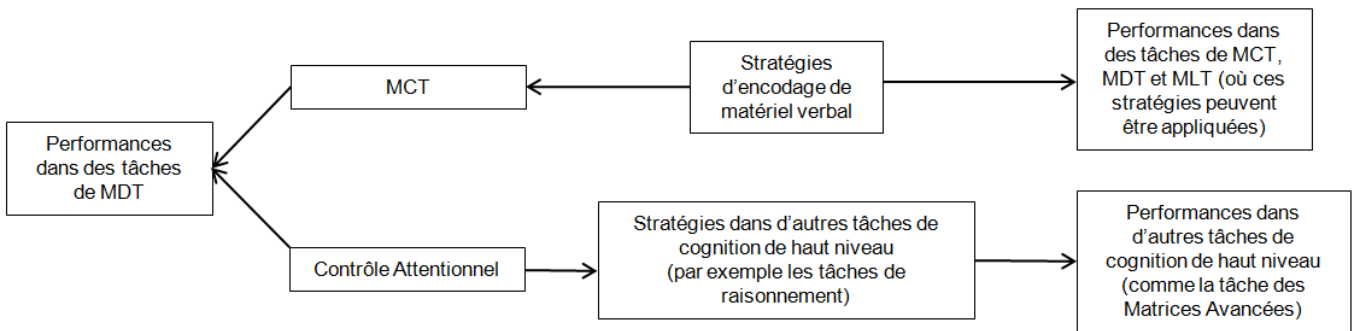 Performances
dans des tâches
de MDT
MCT
Stratégies
d'encodage de
matériel verbal
Performances dans
des tâches de MCT,
MDT et MLT (où ces
stratégies peuvent
être appliquées)
Contrôle Attentionnel
Stratégies dans d'autres tâches de
cognition de haut niveau
(par exemple les tâches de
raisonnement)
Performances dans
d'autres tâches de
cognition de haut niveau
(comme la tâche des
Matrices Avancées)